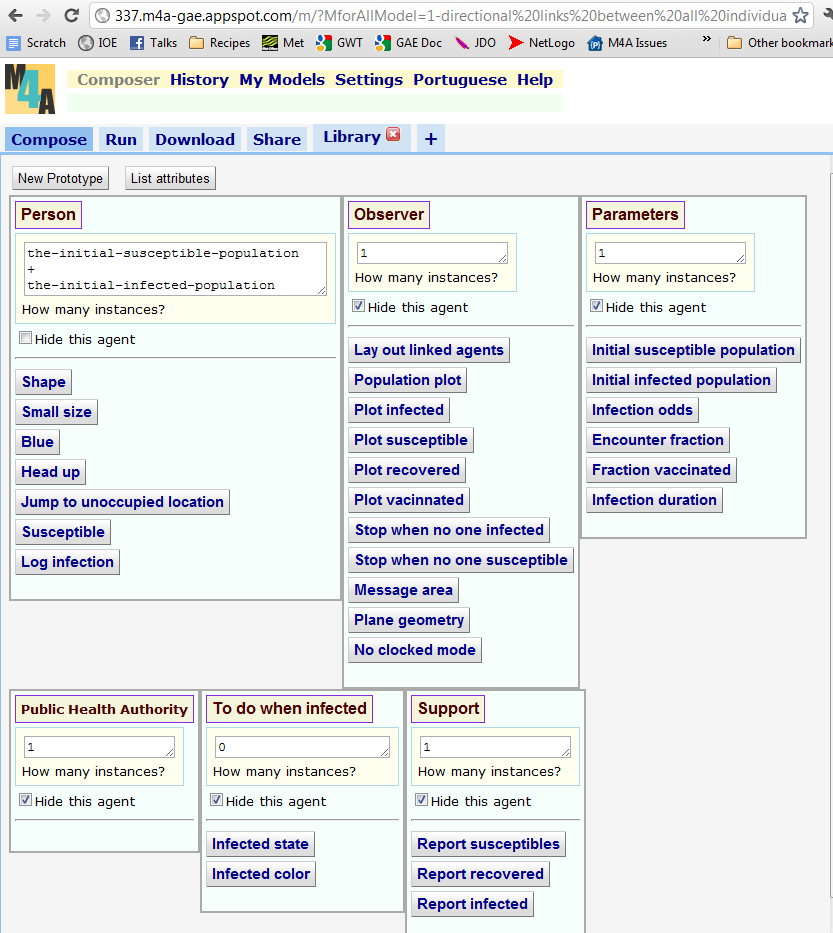 337.m4a-gae.appspot.com/m/?MforAllModel=1-directional%20links%20between%20all%20individua
Scratch IOE Talks Recipes Met GWT GAE Doc JDO NetLogo M4A Issues » Other bookmark
M4A
Composer History My Models Settings Portuguese Help
Compose Run Download Share Library +
New Prototype List attributes
Person
the-initial-susceptible-population
+
the-initial-infected-population
How many instances?
Hide this agent
Shape
Small size
Blue
Head up
Jump to unoccupied location
Susceptible
Log infection
Observer
1
How many instances?
Hide this agent
Lay out linked agents
Population plot
Plot infected
Plot susceptible
Plot recovered
Plot vacinnated
Stop when no one infected
Stop when no one susceptible
Message area
Plane geometry
No clocked mode
Parameters
1
How many instances?
Hide this agent
Initial susceptible population
Initial infected population
Infection odds
Encounter fraction
Fraction vaccinated
Infection duration
Public Health Authority
1
How many instances?
Hide this agent
To do when infected
0
How many instances?
Hide this agent
Infected state
Infected color
Support
1
How many instances?
Hide this agent
Report susceptibles
Report recovered
Report infected